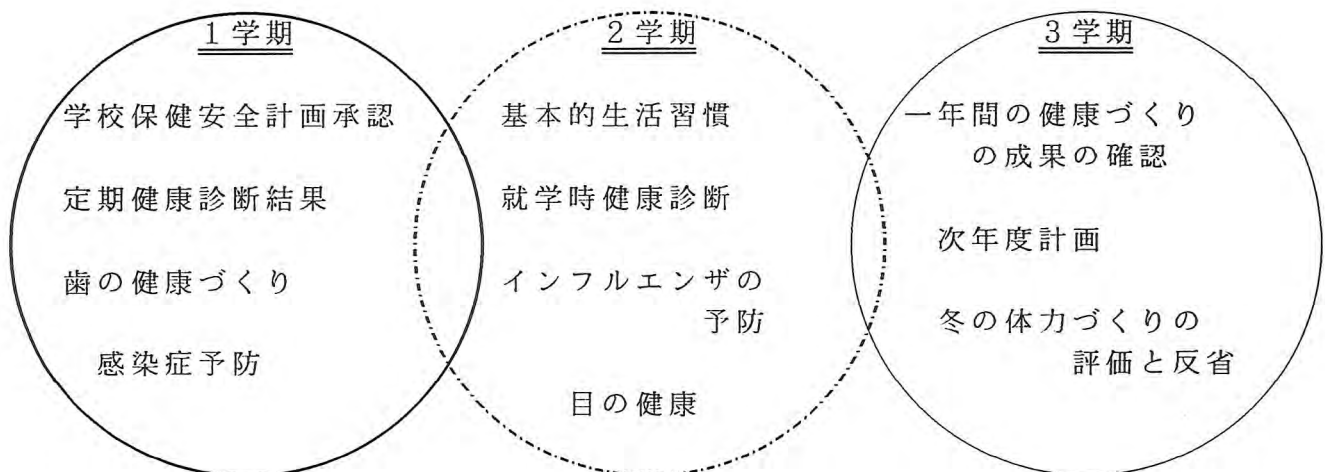 1学期
学校保健安全計画承認
定期健康診断結果
歯の健康づくり
感染症予防
2学期
基本的生活習慣
就学時健康診断
インフルエンザの
予防
目の健康
3学期
一年間の健康づくり
の成果の確認
次年度計画
冬の体力づくりの
評価と反省